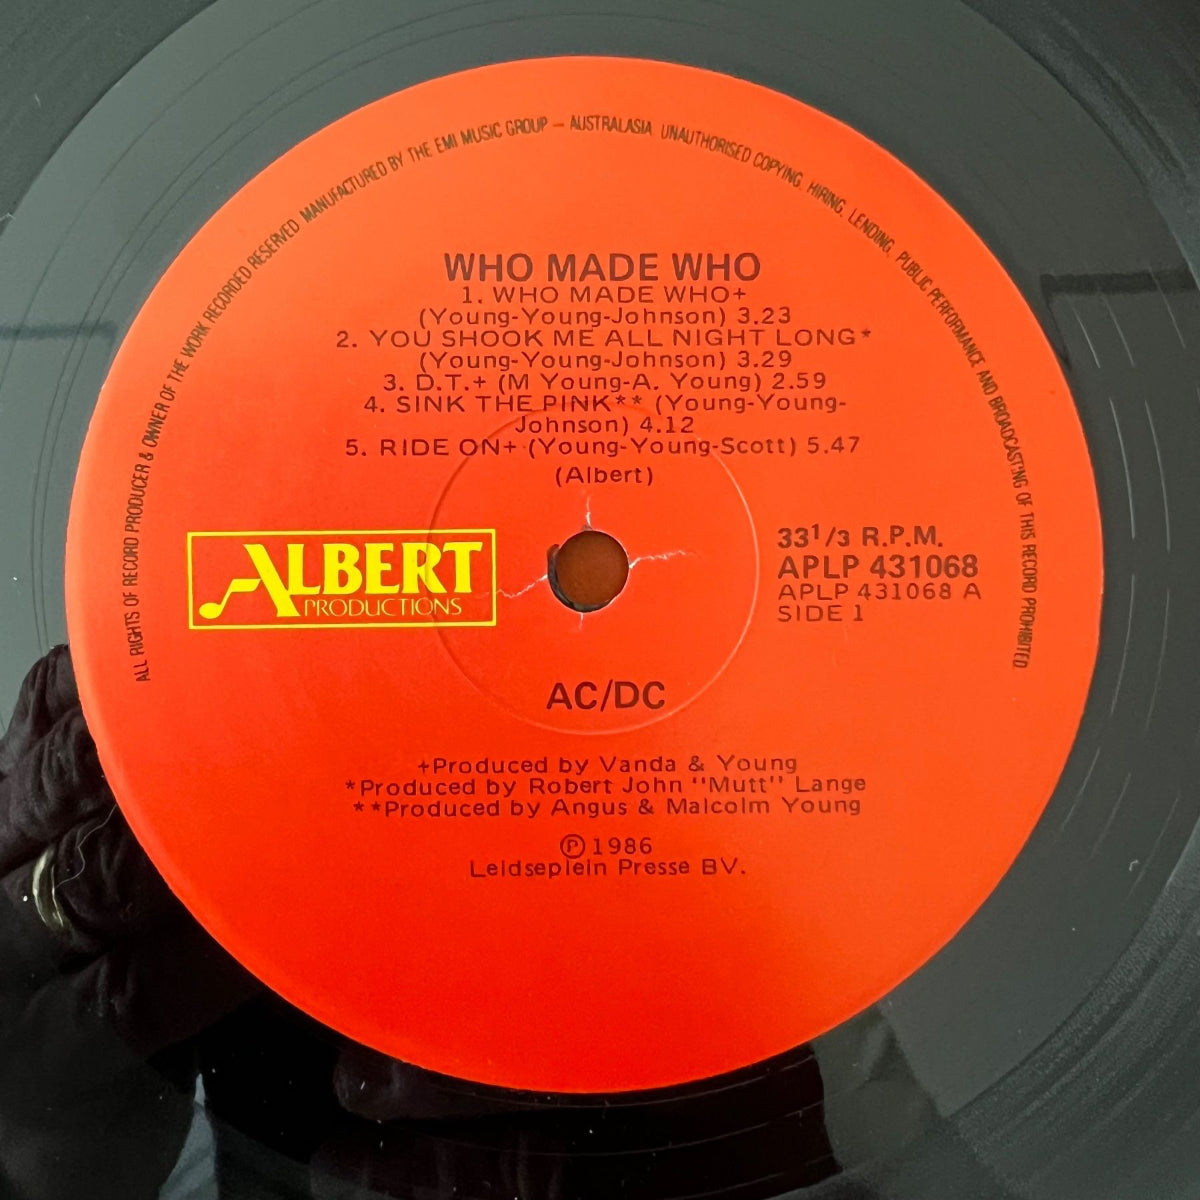 ALL RIGHTS OF RECORD PRODUCER & OWNER OF THE WORK RECORDED RESERVED MANUFACTURED BY THE EMI MUSIC GROUP – AUSTRALASIA UNAUTHORISED COPYING, HIRING, LENDING, PUBLIC PERFORMANCE AND BROADCASTING OF THIS RECORD PROHIBITED.
WHO MADE WHO
1. WHO MADE WHO+
(Young-Young-Johnson) 3.23
2. YOU SHOOK ME ALL NIGHT LONG*
(Young-Young-Johnson) 3.29
3. D.T.+ (M Young-A. Young) 2.59
4. SINK THE PINK** (Young-Young-
Johnson) 4.12
5. RIDE ON+ (Young-Young-Scott) 5.47
(Albert)
ALBERT
PRODUCTIONS
33 1/3 R.P.M.
APLP 431068
APLP 431068 A
SIDE 1
AC/DC
+Produced by Vanda & Young
*Produced by Robert John "Mutt" Lange
**Produced by Angus & Malcolm Young
Ⓟ 1986
Leidseplein Presse BV.